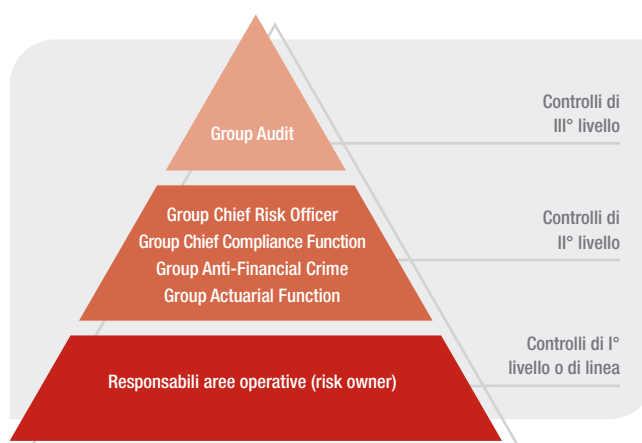 Group Audit
Controlli di
III° livello
Group Chief Risk Officer
Group Chief Compliance Function
Group Anti-Financial Crime
Group Actuarial Function
Controlli di
II° livello
Responsabili aree operative (risk owner)
Controlli di I°
livello o di linea